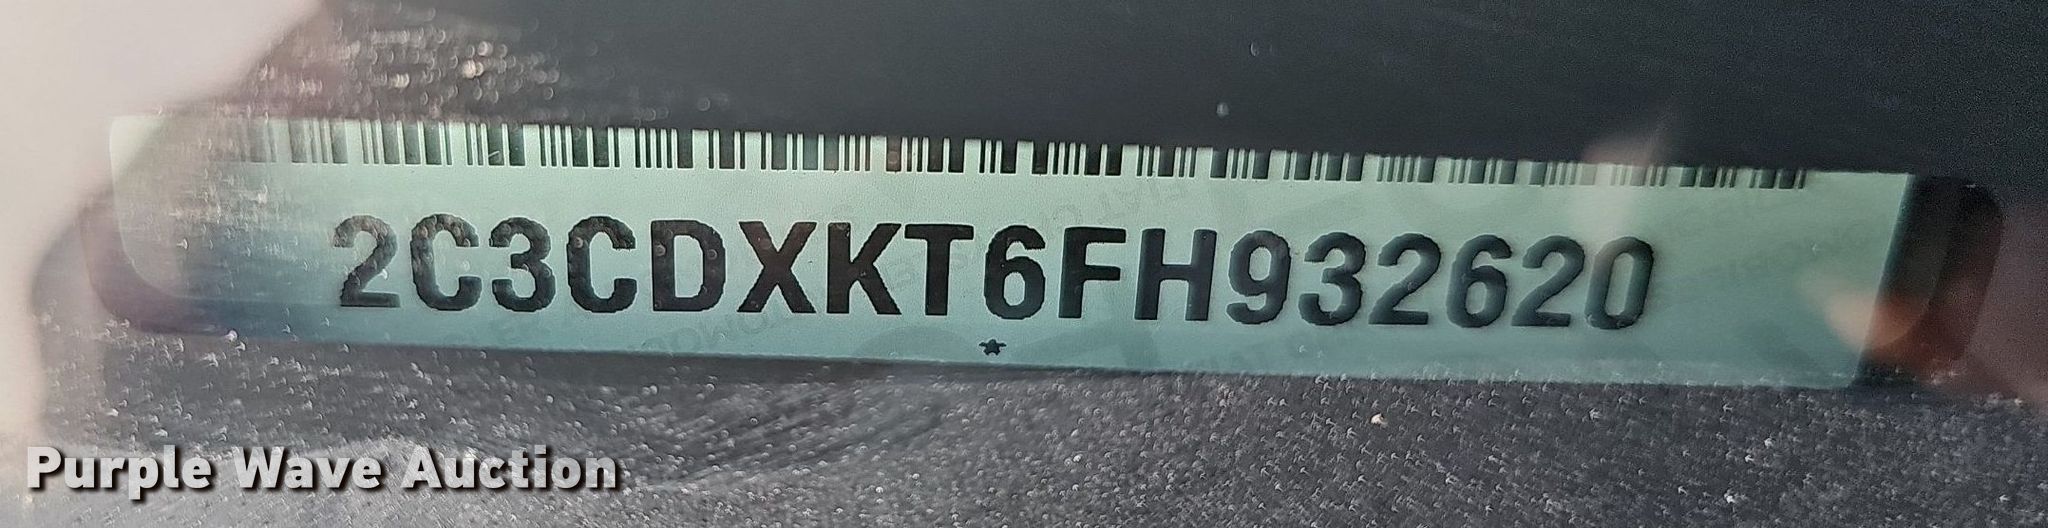 2C3CDXKT6FH932620
Purple Wave Auction